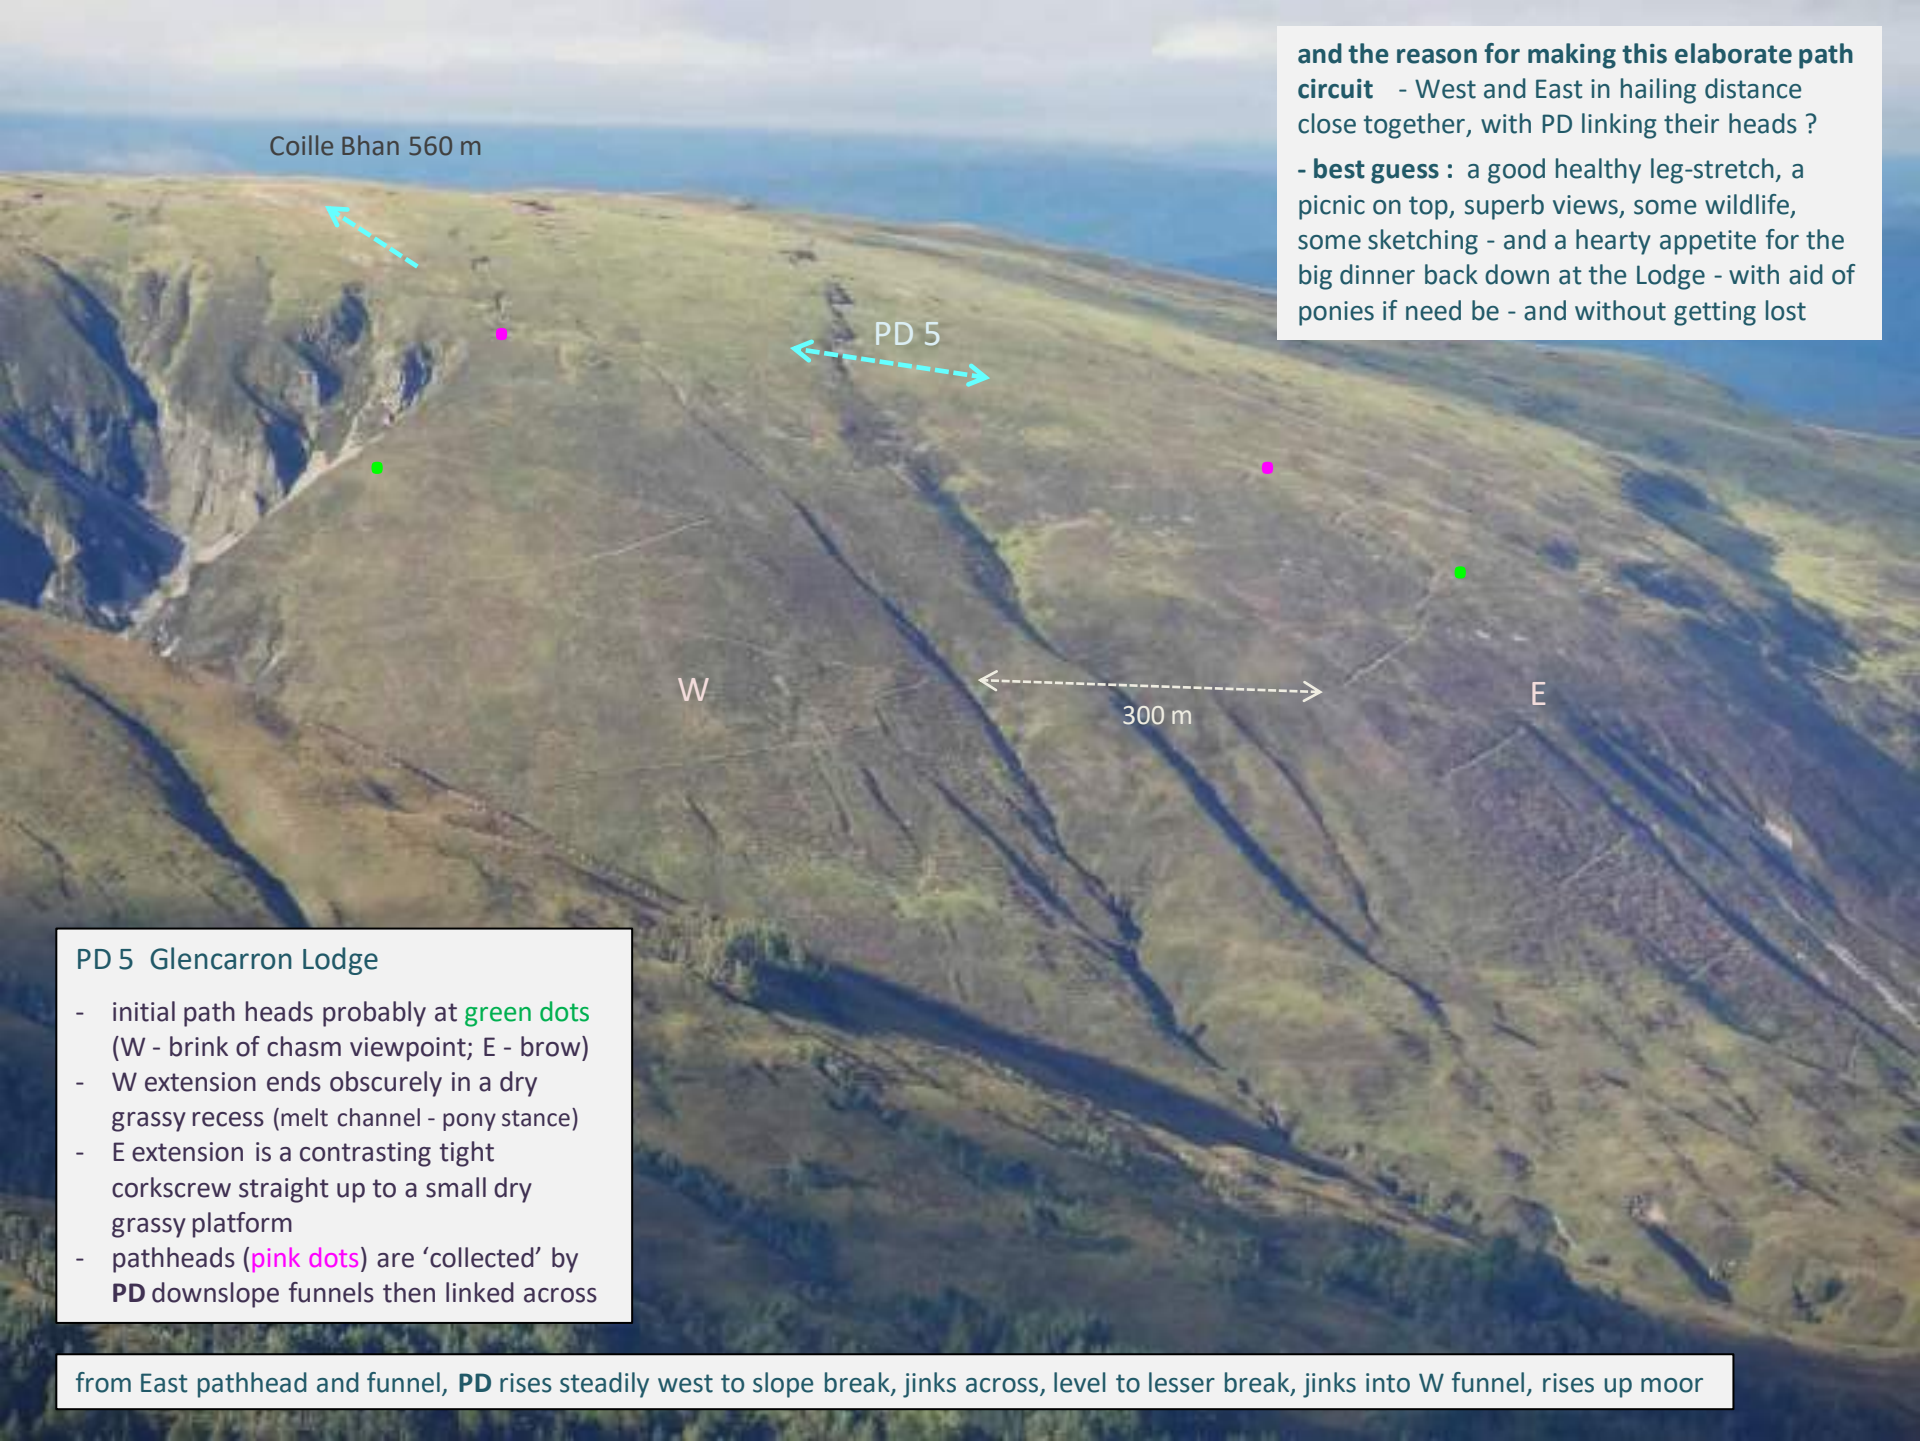 and the reason for making this elaborate path
circuit - West and East in hailing distance
close together, with PD linking their heads ?
- best guess : a good healthy leg-stretch, a
picnic on top, superb views, some wildlife,
some sketching - and a hearty appetite for the
big dinner back down at the Lodge - with aid of
ponies if need be - and without getting lost
Coille Bhan 560 m
PD 5
W
300 m
E
PD 5 Glencarron Lodge
- initial path heads probably at green dots
(W - brink of chasm viewpoint; E - brow)
- W extension ends obscurely in a dry
grassy recess (melt channel - pony stance)
- E extension is a contrasting tight
corkscrew straight up to a small dry
grassy platform
- pathheads (pink dots) are ‘collected’ by
PD downslope funnels then linked across
from East pathhead and funnel, PD rises steadily west to slope break, jinks across, level to lesser break, jinks into W funnel, rises up moor